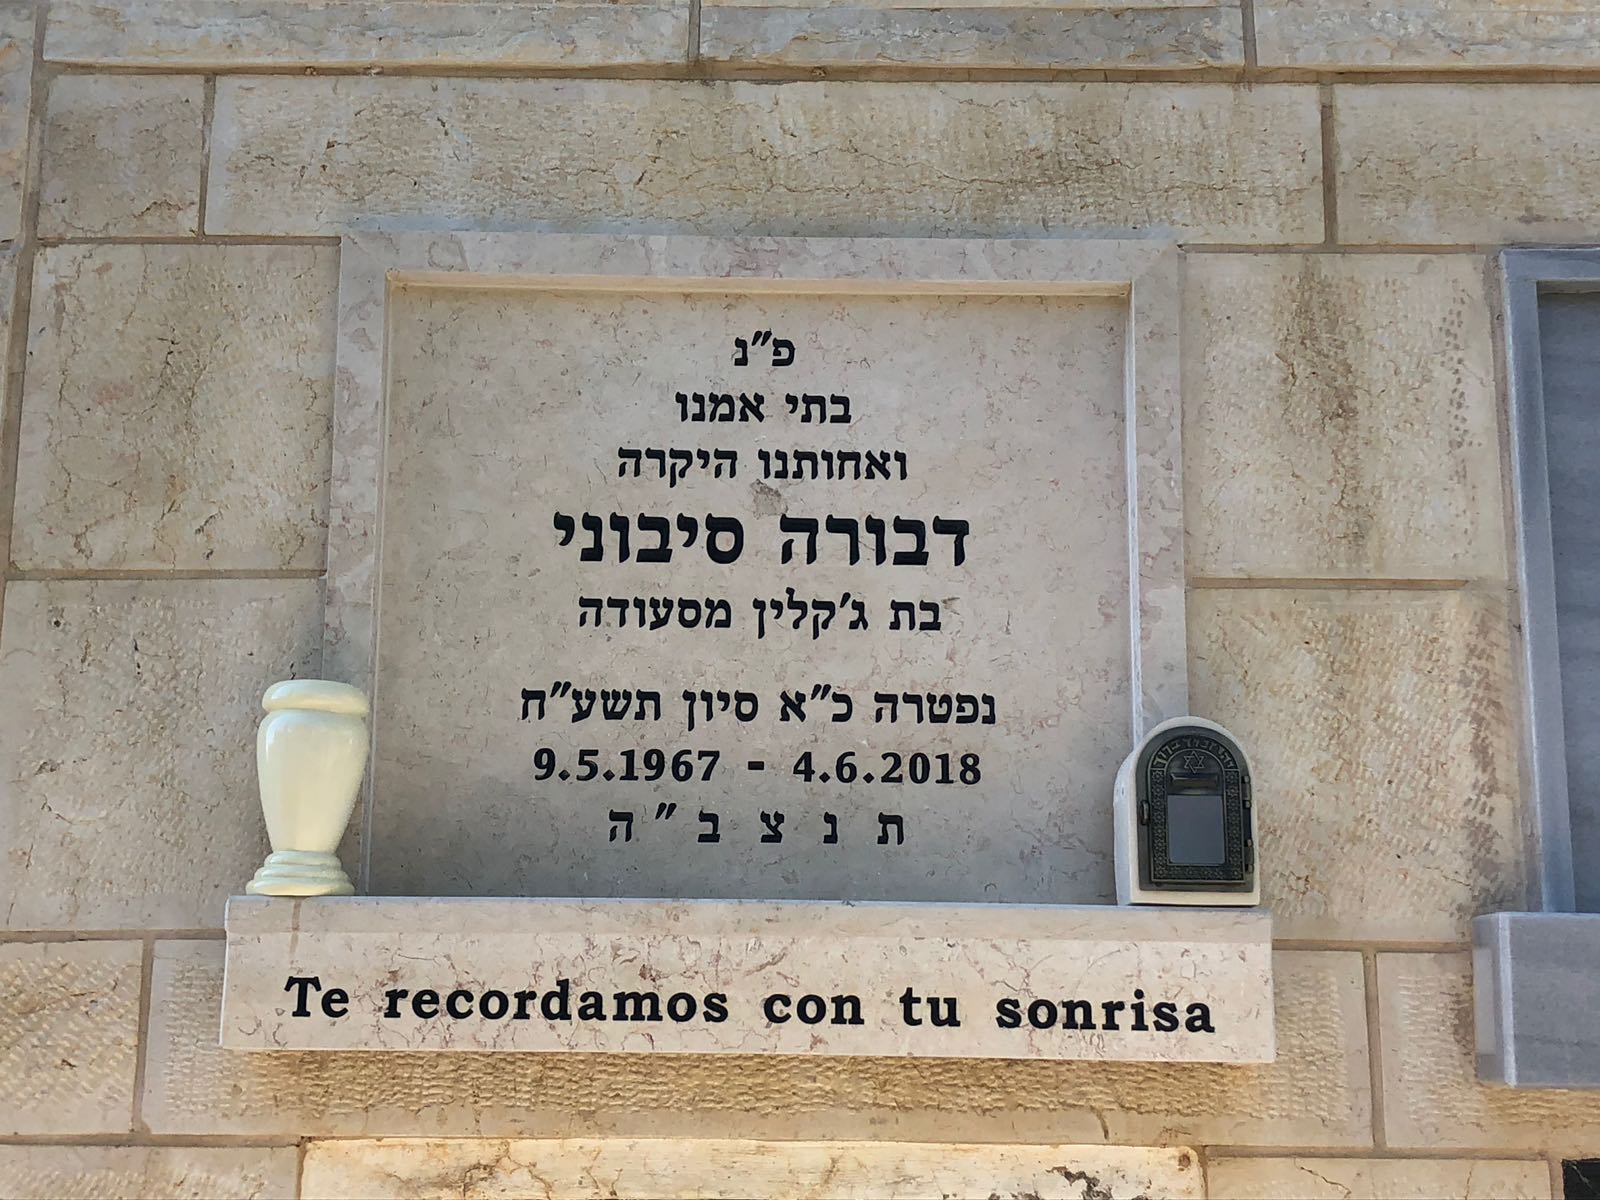 פ"נ
בתי אמנו
ואחותנו היקרה
דבורה סיבוני
בת ג'קלין מסעודה
נפטרה כ"א סיון תשע"ח
9.5.1967 - 4.6.2018
ת נ צ ב " ה
Te recordamos con tu sonrisa